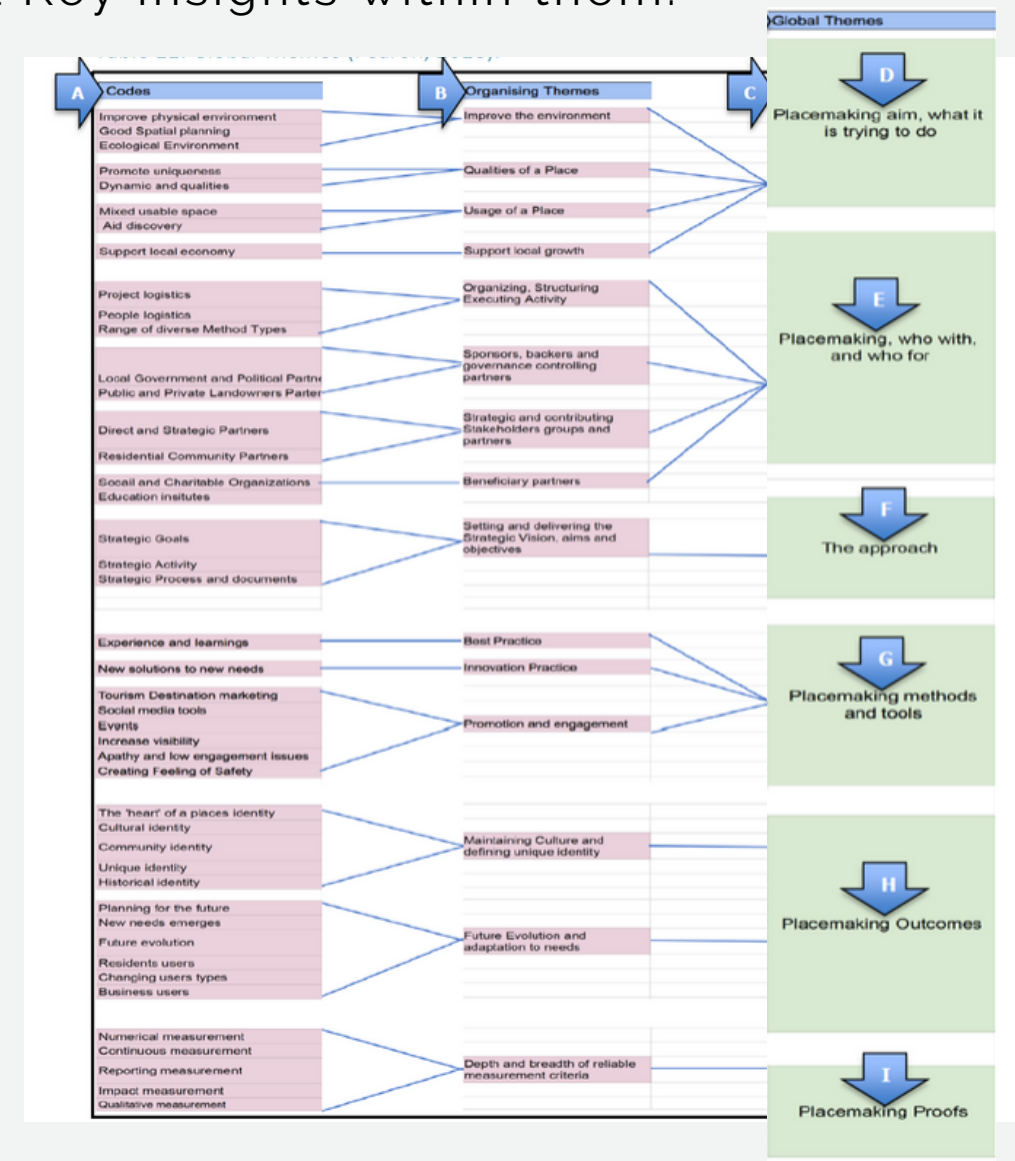 Key insights within them.
Global Themes
A
Codes
B
Organising Themes
C
D
Placemaking aim, what it
is trying to do
Improve physical environment
Good Spatial planning
Ecological Environment
Improve the environment
Promote uniqueness
Dynamic and qualities
Qualities of a Place
Mixed usable space
Aid discovery
Usage of a Place
Support local economy
Support local growth
E
Placemaking, who with,
and who for
Project logistics
People logistics
Range of diverse Method Types
Organizing, Structuring
Executing Activity
Local Government and Political Partne
Public and Private Landowners Parter
Sponsors, backers and
governance controlling
partners
Direct and Strategic Partners
Residential Community Partners
Strategic and contributing
Stakeholders groups and
partners
Socail and Charitable Organizations
Education insitutes
Beneficiary partners
F
The approach
Strategic Goals
Strategic Activity
Strategic Process and documents
Setting and delivering the
Strategic Vision, aims and
objectives
G
Placemaking methods
and tools
Experience and learnings
Best Practice
New solutions to new needs
Innovation Practice
Tourism Destination marketing
Social media tools
Events
Increase visibility
Apathy and low engagement issues
Creating Feeling of Safety
Promotion and engagement
H
Placemaking Outcomes
The 'heart' of a places identity
Cultural identity
Community identity
Unique identity
Historical identity
Maintaining Culture and
defining unique identity
Planning for the future
New needs emerges
Future evolution
Residents users
Changing users types
Business users
Future Evolution and
adaptation to needs
I
Placemaking Proofs
Numerical measurement
Continuous measurement
Reporting measurement
Impact measurement
Qualitative measurement
Depth and breadth of reliable
measurement criteria